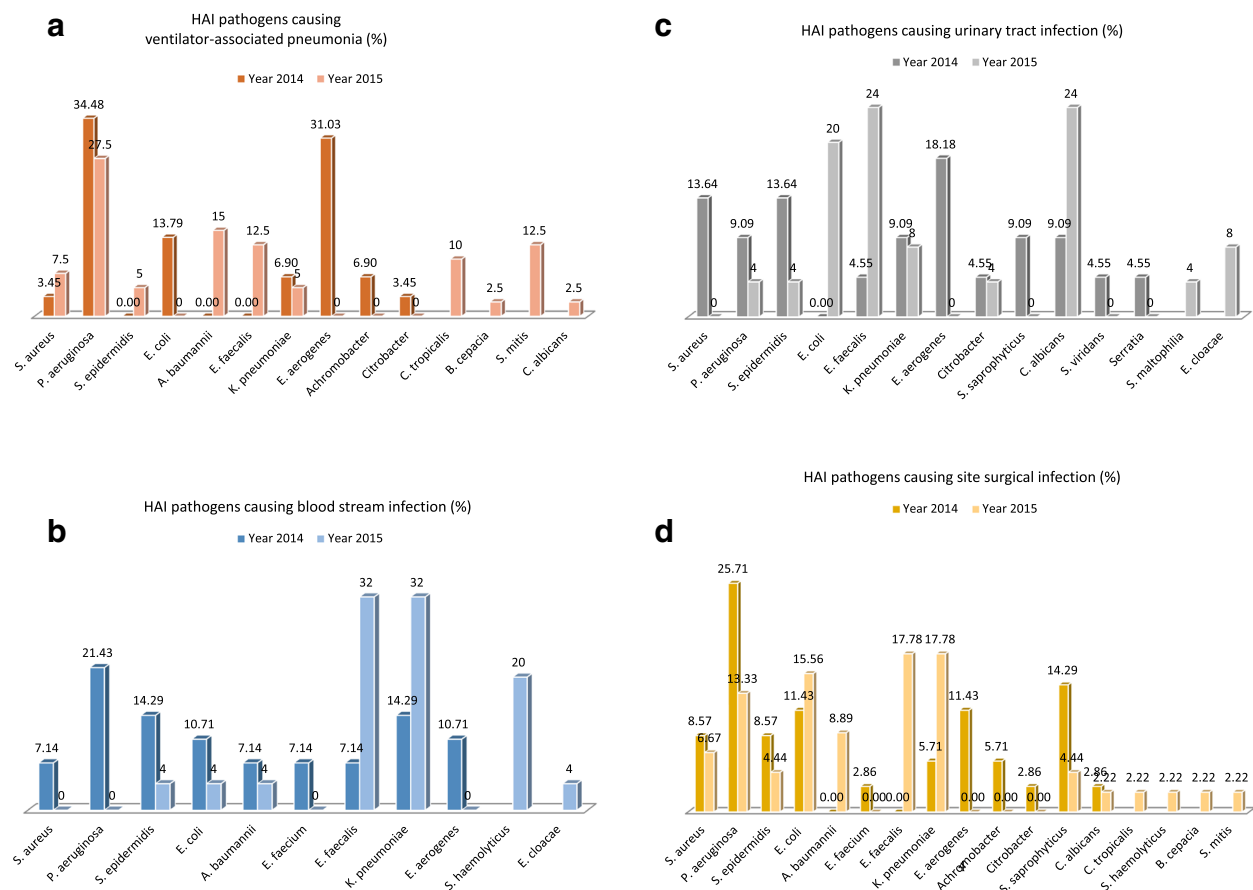 a
HAI pathogens causing
ventilator-associated pneumonia (%)
Year 2014 Year 2015
3.45 7.5 34.48 27.5 0.00 5 13.79 0 0.00 15 0.00 12.5 6.90 5 31.03 0 6.90 0 3.45 0 10 2.5 12.5 2.5
S. aureus
P. aeruginosa
S. epidermidis
E. coli
A. baumannii
E. faecalis
K. pneumoniae
E. aerogenes
Achromobacter
Citrobacter
C. tropicalis
B. cepacia
S. mitis
C. albicans
c
HAI pathogens causing urinary tract infection (%)
Year 2014 Year 2015
13.64 0 9.09 4 13.64 4 0.00 20 4.55 24 9.09 8 18.18 0 4.55 4 9.09 0 9.09 24 4.55 0 4.55 0 4 8
S. aureus
P. aeruginosa
S. epidermidis
E. coli
E. faecalis
K. pneumoniae
E. aerogenes
Citrobacter
S. saprophyticus
C. albicans
S. viridans
Serratia
S. maltophilia
E. cloacae
b
HAI pathogens causing blood stream infection (%)
Year 2014 Year 2015
7.14 0 21.43 0 14.29 4 10.71 4 7.14 4 7.14 0 7.14 32 14.29 32 10.71 0 20 4
S. aureus
P. aeruginosa
S. epidermidis
E. coli
A. baumannii
E. faecium
E. faecalis
K. pneumoniae
E. aerogenes
S. haemolyticus
E. cloacae
d
HAI pathogens causing site surgical infection (%)
Year 2014 Year 2015
8.57 6.67 25.71 13.33 8.57 4.44 11.43 15.56 0.00 8.89 2.86 0.00 0.00 17.78 5.71 17.78 11.43 0.00 5.71 0.00 2.86 0.00 14.29 4.44 2.86 2.22 2.22 2.22 2.22 2.22
S. aureus
P. aeruginosa
S. epidermidis
E. coli
A. baumannii
E. faecium
E. faecalis
K. pneumoniae
E. aerogenes
Achromobacter
Citrobacter
S. saprophyticus
C. albicans
C. tropicalis
S. haemolyticus
B. cepacia
S. mitis